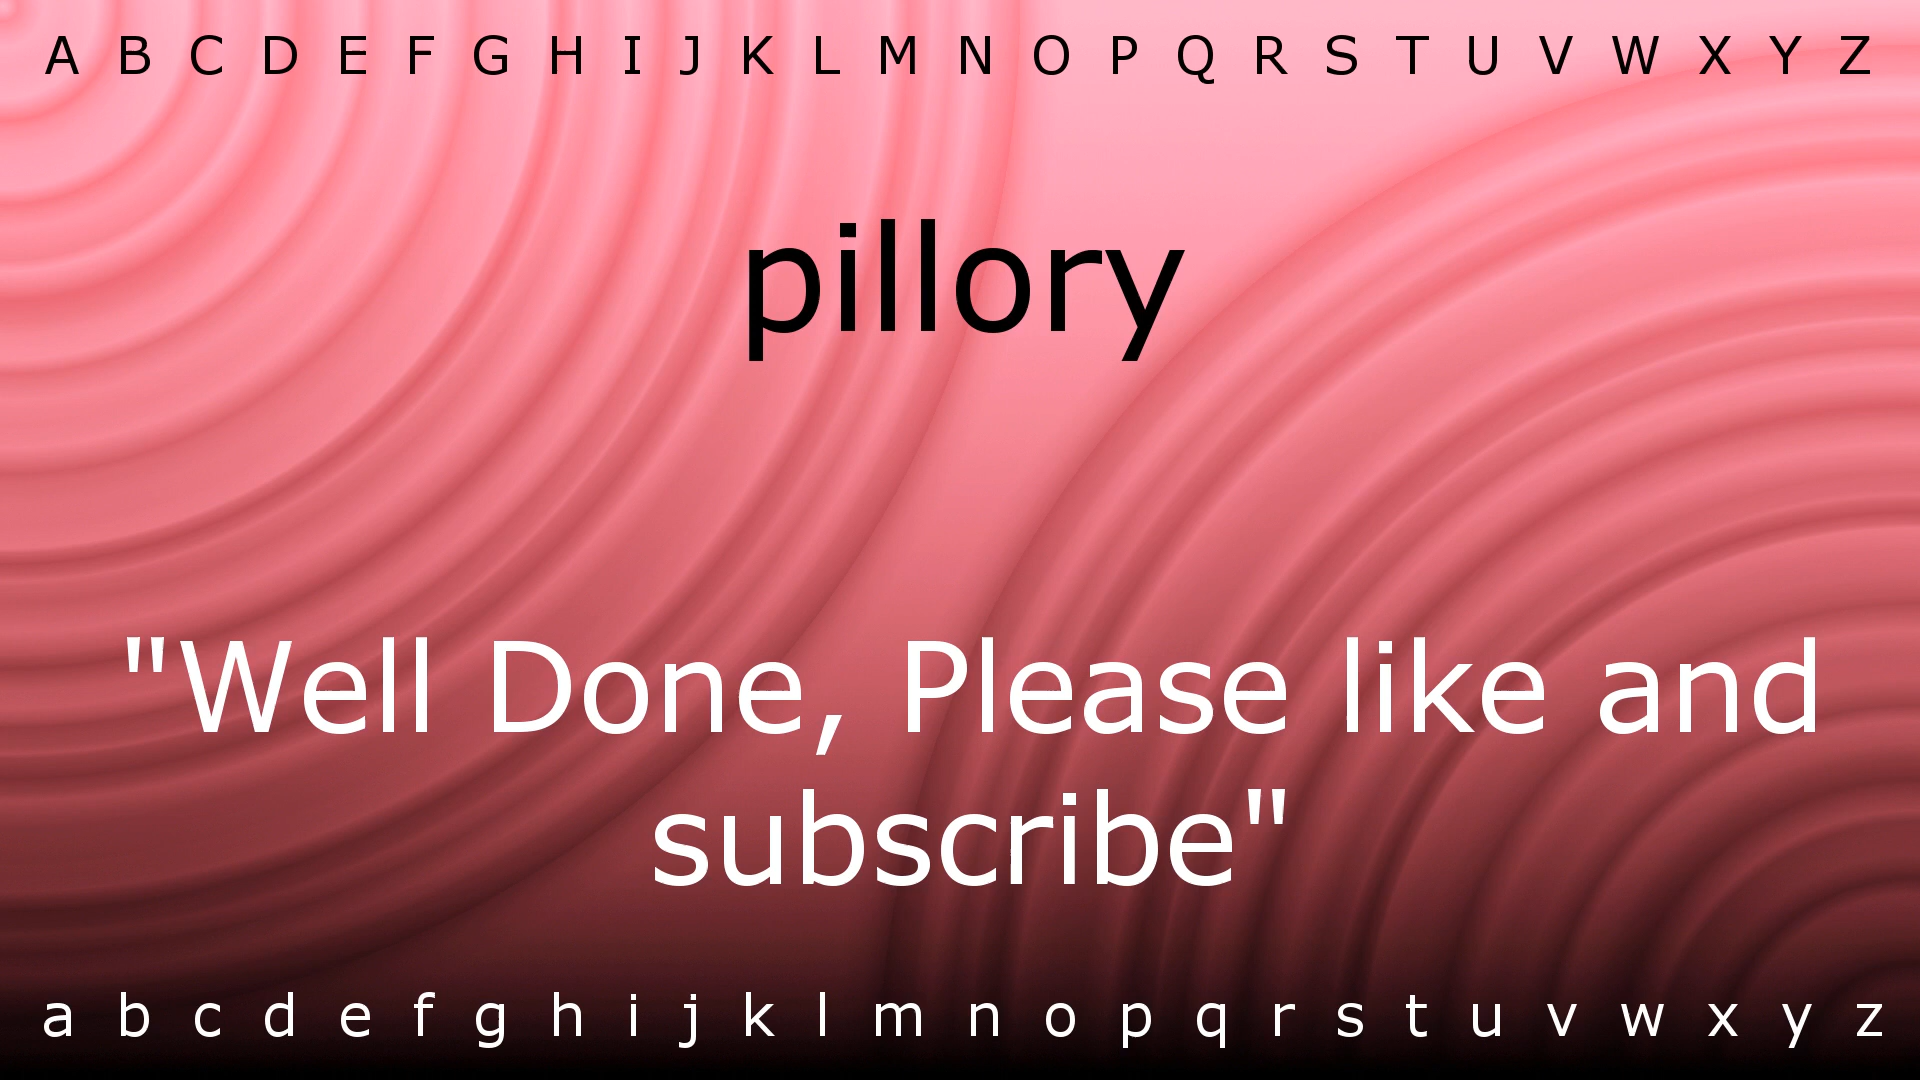 A B C D E F G H I J K L M N O P Q R S T U V W X Y Z
pillory
"Well Done, Please like and
subscribe"
a b c d e f g h i j k l m n o p q r s t u v w x y z